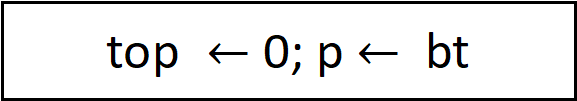 top ← 0; p ← bt